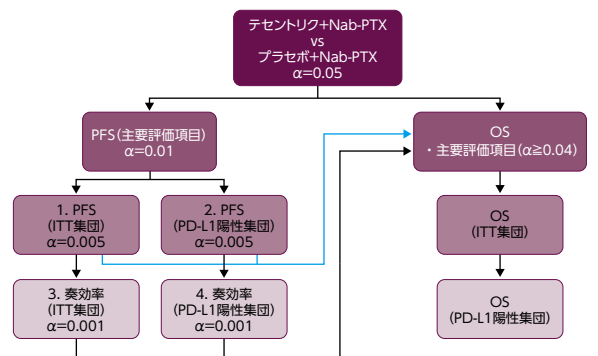 テセントリク+Nab-PTX
vs
プラセボ+Nab-PTX
α=0.05
PFS(主要評価項目)
α=0.01
OS
・主要評価項目(α≧0.04)
1. PFS
(ITT集団)
α=0.005
2. PFS
(PD-L1陽性集団)
α=0.005
OS
(ITT集団)
3. 奏効率
(ITT集団)
α=0.001
4. 奏効率
(PD-L1陽性集団)
α=0.001
OS
(PD-L1陽性集団)